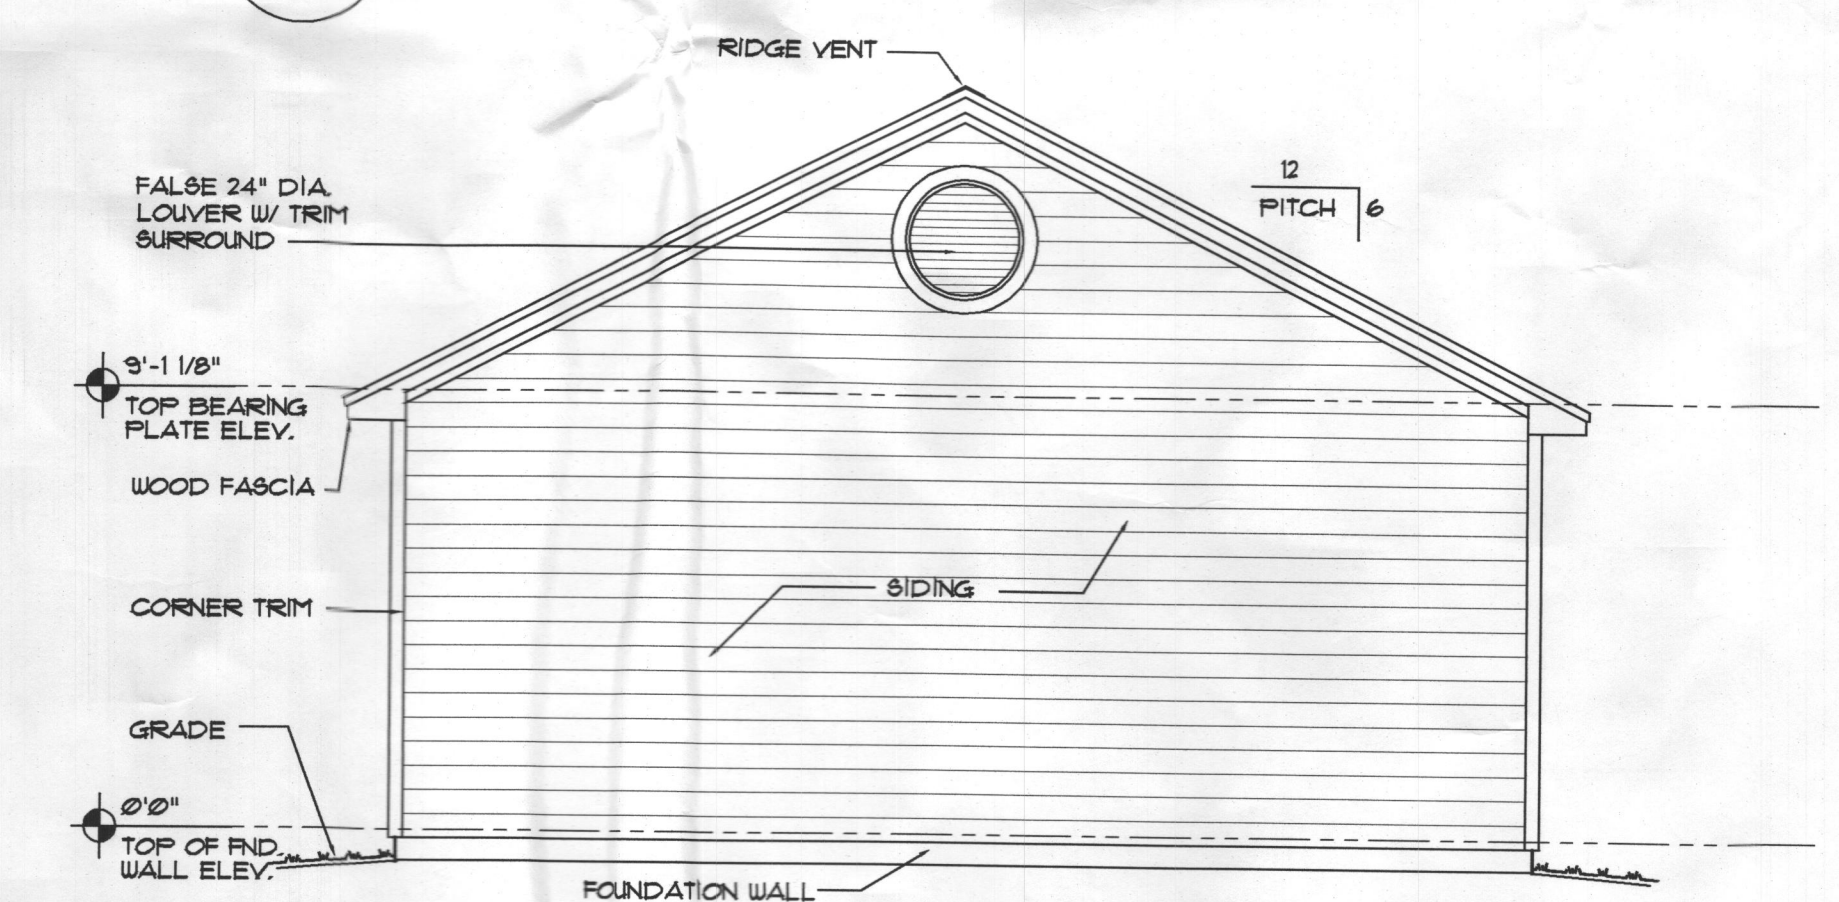 RIDGE VENT
FALSE 24" DIA.
LOUVER W/ TRIM
SURROUND
12
PITCH 6
9'-1 1/8"
TOP BEARING
PLATE ELEV.
WOOD FASCIA
SIDING
CORNER TRIM
GRADE
0'0"
TOP OF FND.
WALL ELEV.
FOUNDATION WALL